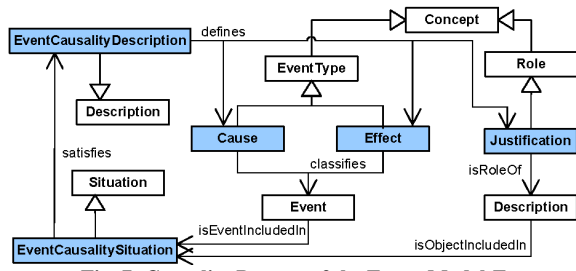 Concept
EventCausalityDescription
defines
EventType
Role
Description
Cause
Effect
Justification
satisfies
classifies
isRoleOf
Situation
Event
Description
isEventIncludedIn
isObjectIncludedIn
EventCausalitySituation